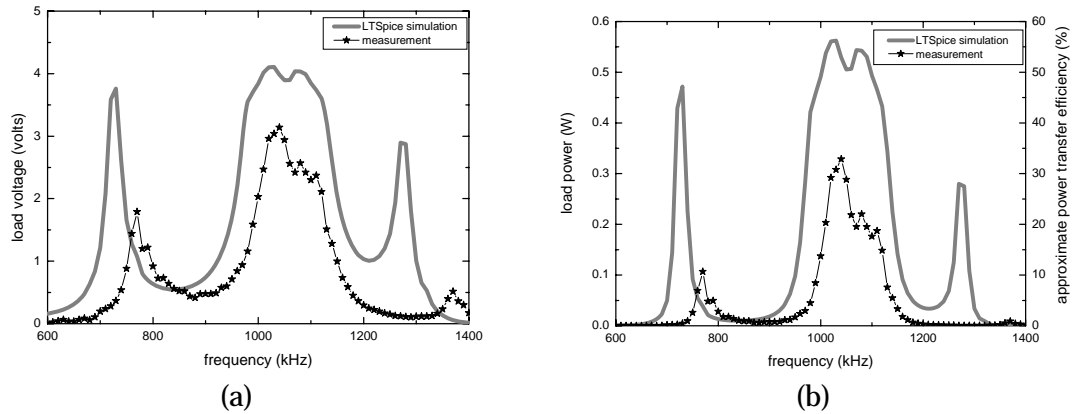 5
4
3
2
1
0
600 800 1000 1200 1400
load voltage (volts)
frequency (kHz)
LTSpice simulation
measurement
(a)
0.6
0.5
0.4
0.3
0.2
0.1
0.0
600 800 1000 1200 1400
load power (W)
frequency (kHz)
LTSpice simulation
measurement
60
50
40
30
20
10
0
approximate power transfer efficiency (%)
(b)